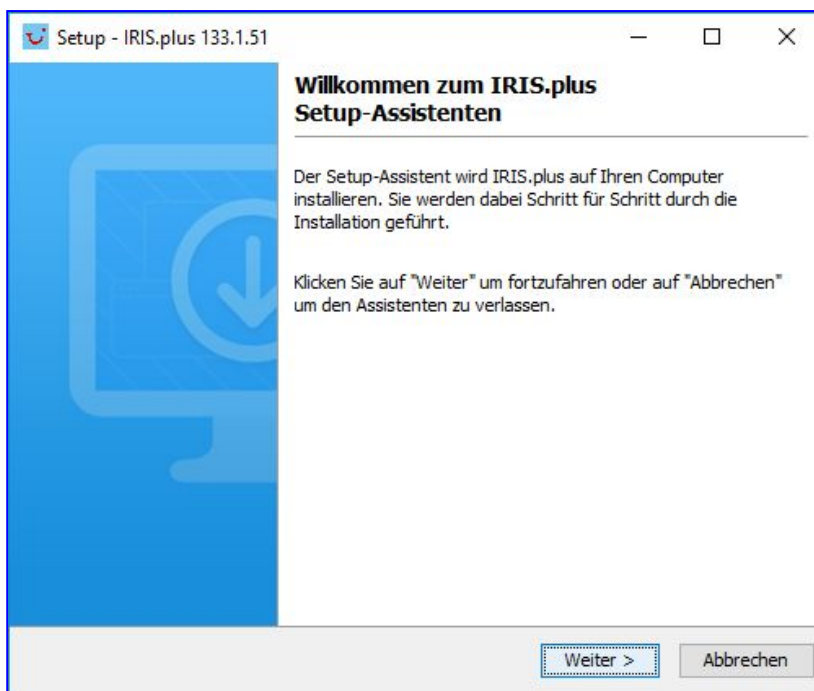 Setup - IRIS.plus 133.1.51
Willkommen zum IRIS.plus
Setup-Assistenten
Der Setup-Assistent wird IRIS.plus auf Ihren Computer
installieren. Sie werden dabei Schritt für Schritt durch die
Installation geführt.
Klicken Sie auf "Weiter" um fortzufahren oder auf "Abbrechen"
um den Assistenten zu verlassen.
Weiter > Abbrechen